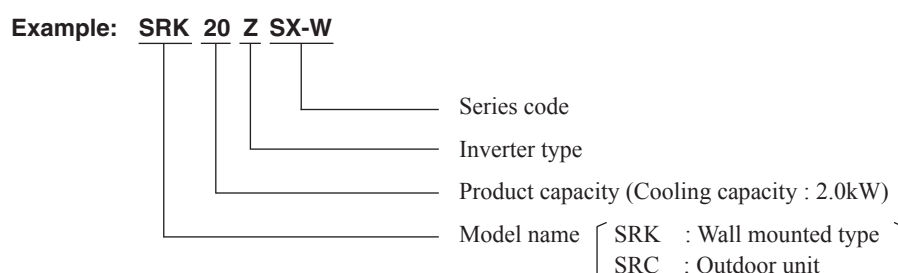 Example: SRK 20 Z SX-W
Series code
Inverter type
Product capacity (Cooling capacity : 2.0kW)
Model name SRK : Wall mounted type
SRC : Outdoor unit